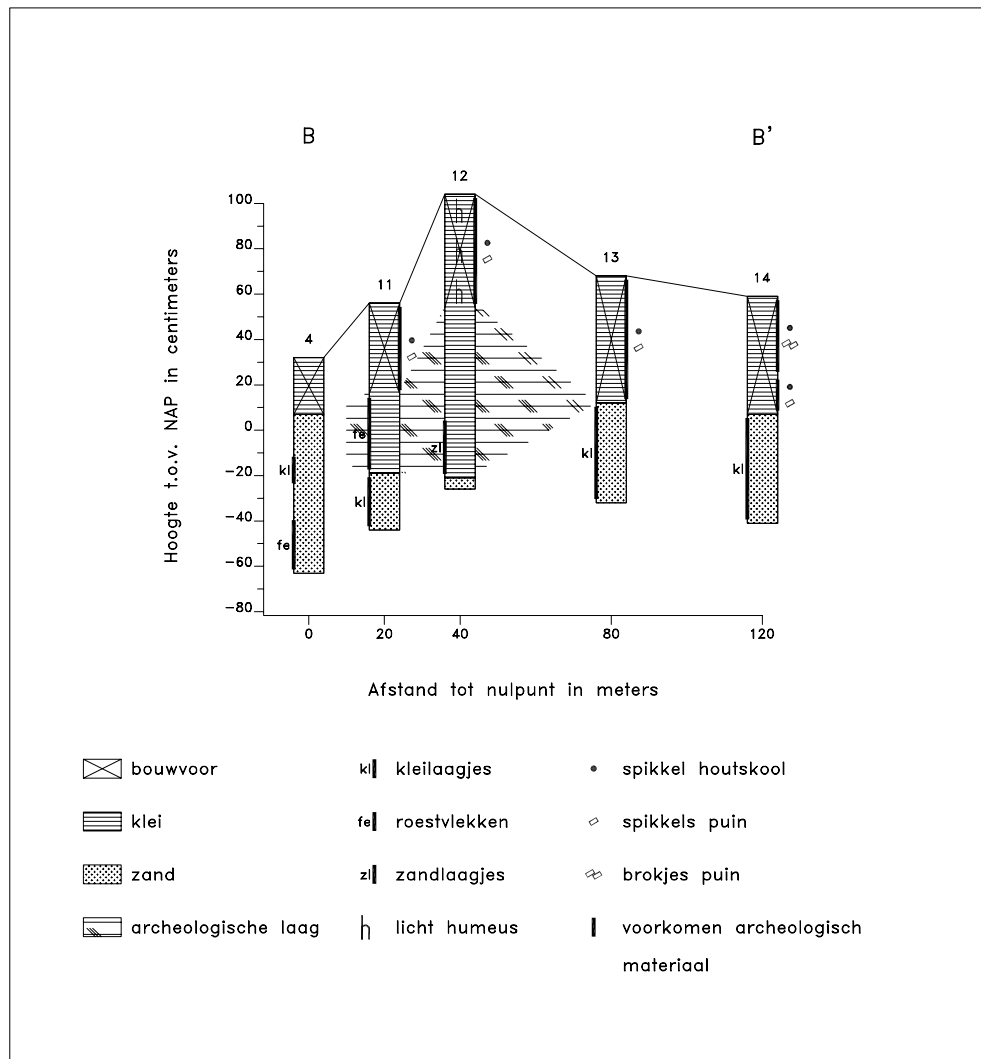 B B'
12
100
13
80
11 14
60
4
40
20
0
-20
-40
-60
-80
h
h
h
fe
zl
kl
kl
kl
kl
fe
Hoogte t.o.v. NAP in centimeters
0 20 40 80 120
Afstand tot nulpunt in meters
bouwvoor kl kleilaagjes spikkel houtskool
klei fe roestvlekken spikkels puin
zand zl zandlaagjes brokjes puin
archeologische laag h licht humeus voorkomen archeologisch
materiaal